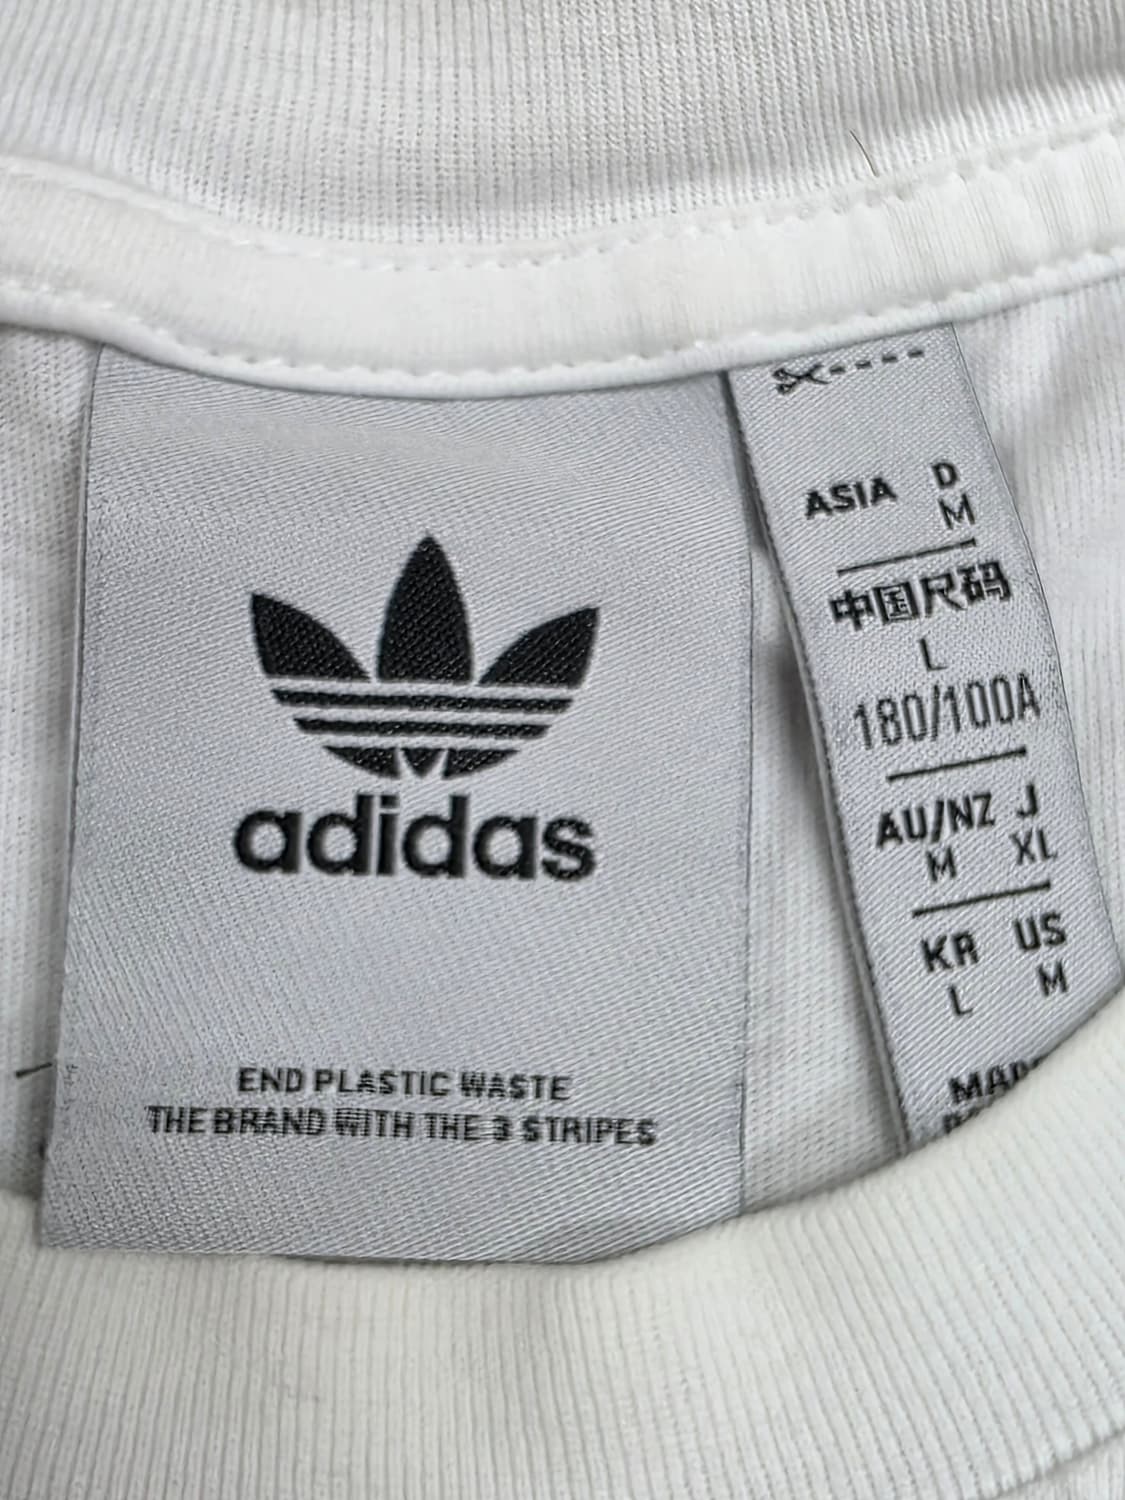 adidas
END PLASTIC WASTE
THE BRAND WITH THE 3 STRIPES
ASIA D
M
中国尺码
L
180/100A
AU/NZ J
M XL
KR US
L M